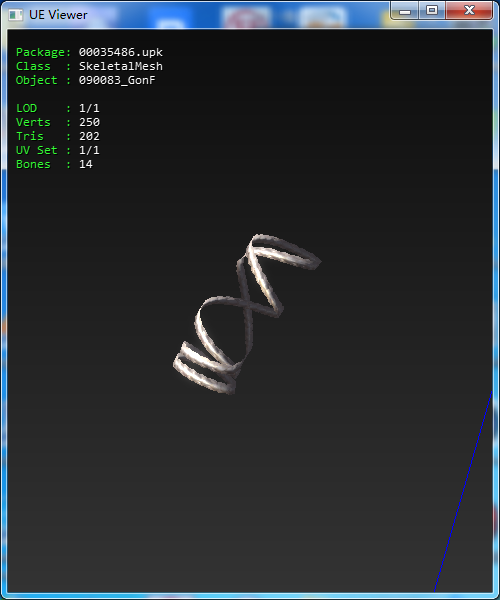 UE Viewer
Package: 00035486.upk
Class : SkeletalMesh
Object : 090083_GonF
LOD : 1/1
Verts : 250
Tris : 202
UV Set : 1/1
Bones : 14